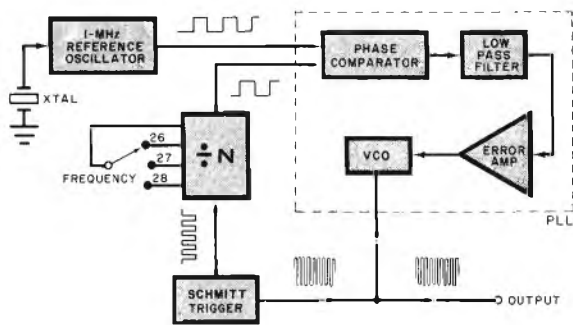 1-MHz
REFERENCE
OSCILLATOR
PHASE
COMPARATOR
LOW
PASS
FILTER
XTAL
26
27
28
FREQUENCY
÷N
VCO
ERROR
AMP
PLL
SCHMITT
TRIGGER
OUTPUT